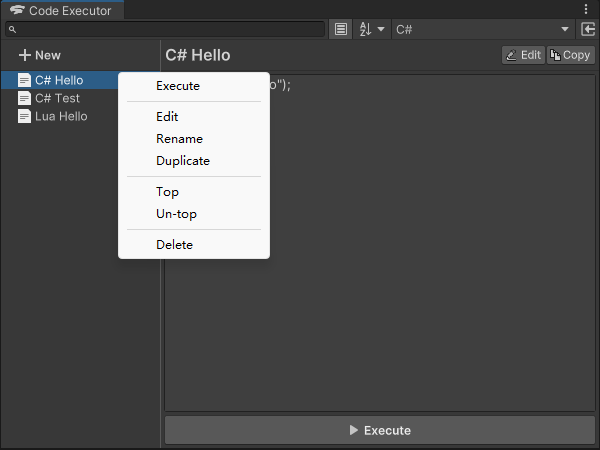 Code Executor
C#
New
C# Hello
Edit
Copy
C# Hello
C# Test
Lua Hello
o");
Execute
Edit
Rename
Duplicate
Top
Un-top
Delete
Execute